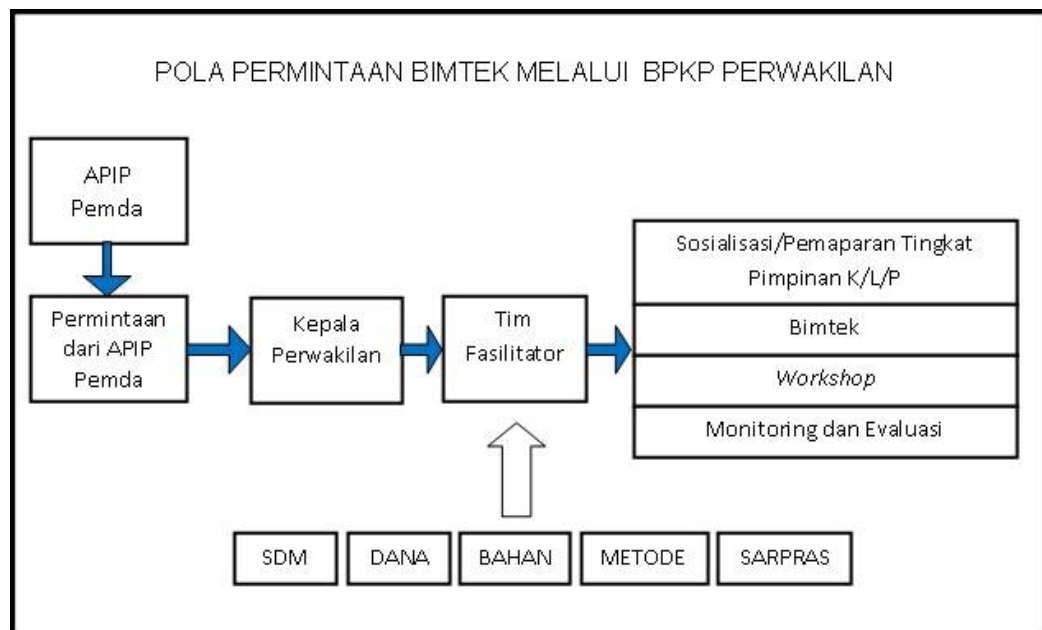 POLA PERMINTAAN BIMTEK MELALUI BPKP PERWAKILAN
APIP
Pemda
Permintaan
dari APIP
Pemda
Kepala
Perwakilan
Tim
Fasilitator
Sosialisasi/Pemaparan Tingkat
Pimpinan K/L/P
Bimtek
Workshop
Monitoring dan Evaluasi
SDM
DANA
BAHAN
METODE
SARPRAS